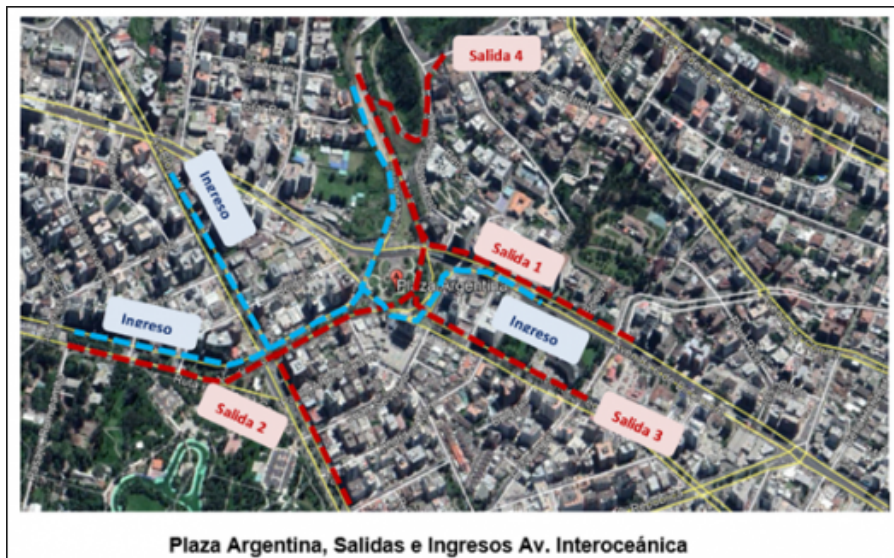 Salida 4
Ingreso
Salida 1
Plaza Argentina
Ingreso
Ingreso
Salida 2
Salida 3
Plaza Argentina, Salidas e Ingresos Av. Interoceánica